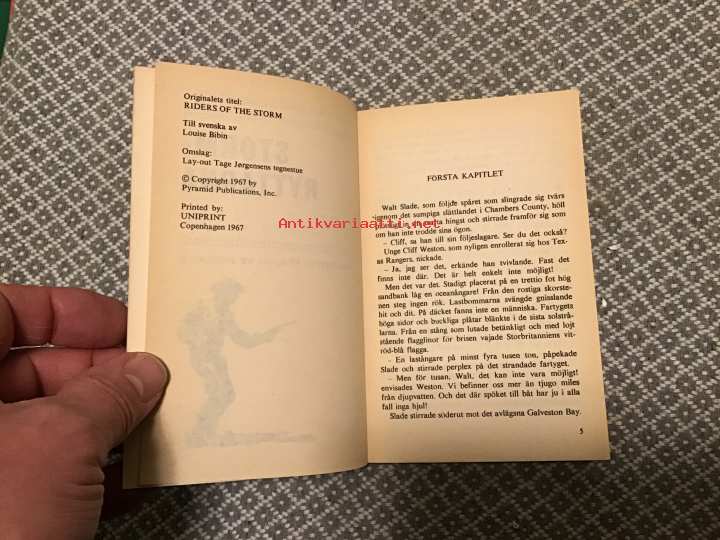 Originalets titel:
RIDERS OF THE STORM
Till svenska av
Louise Bibin
Omslag:
Lay-out Tage Jørgensens tegnestue
© Copyright 1967 by
Pyramid Publications, Inc.
Printed by:
UNIPRINT
Copenhagen 1967
FÖRSTA KAPITLET
Walt Slade, som följde spåret som slingrade sig tvärs
igenom det sumpiga slättlandet i Chambers County, höll
in svarta hingst och stirrade framför sig som
om han inte trodde sina ögon.
– Cliff, sa han till sin följeslagare. Ser du det också?
Unge Cliff Weston, som nyligen enrollerat sig hos Tex-
as Rangers, nickade.
– Ja, jag ser det, erkände han tvivlande. Fast det
finns inte där. Det är helt enkelt inte möjligt!
Men det var det. Stadigt placerat på en trettio fot hög
sandbank låg en oceanångare! Från den rostiga skorste-
nen steg ingen rök. Lastbommarna svängde gnisslande
hit och dit. På däcket fanns inte en människa. Fartygets
höga sidor och buckliga plåtar blänkte i de sista solstrå-
larna. Från en stång som lutade betänkligt och med lojt
stående flagglinor för brisen vajade Storbritanniens vit-
röd-blå flagga.
– En lastångare på minst fyra tusen ton, påpekade
Slade och stirrade perplex på det strandade fartyget.
– Men för tusan, Walt, det kan inte vara möjligt!
envisades Weston. Vi befinner oss mer än tjugo miles
från djupvatten. Och det där spöket till båt har ju i alla
fall inga hjul!
Slade stirrade söderut mot det avlägsna Galveston Bay.
5
Antikvariaatti.net